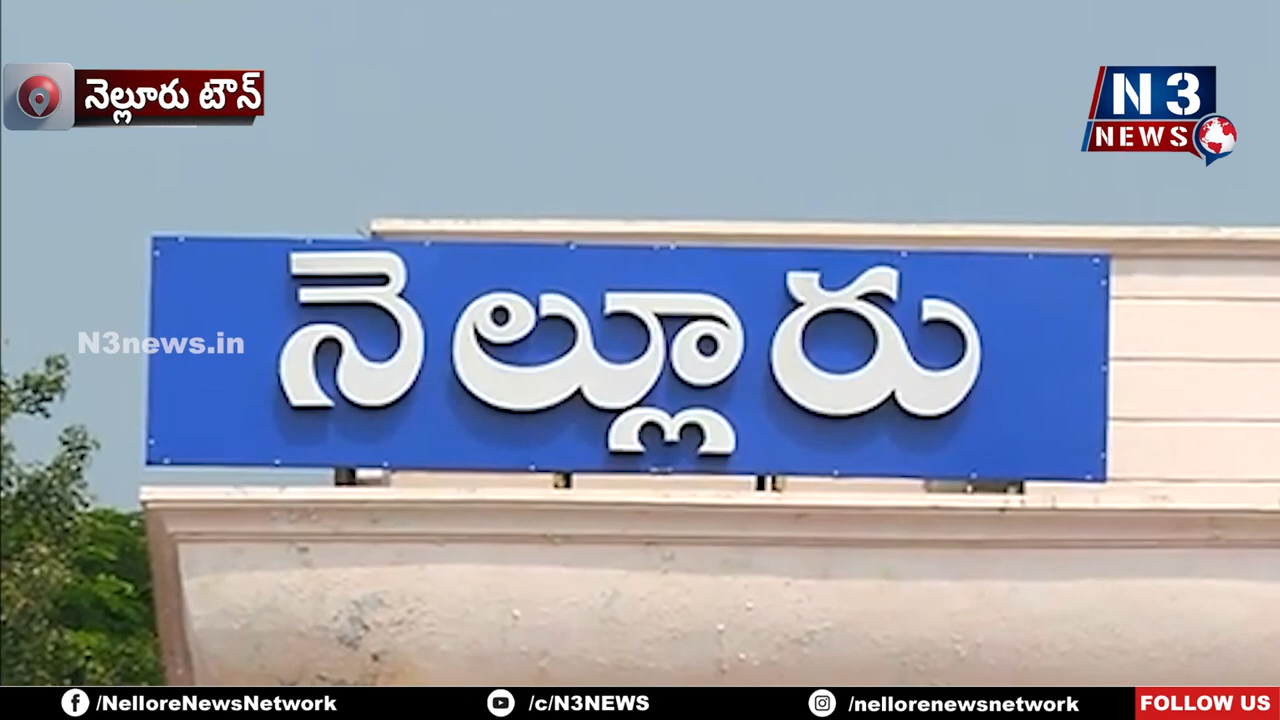 నెల్లూరు టౌన్
N3
NEWS
నెల్లూరు
N3news.in
/NelloreNewsNetwork
/c/N3NEWS
/nellorenewsnetwork
FOLLOW US